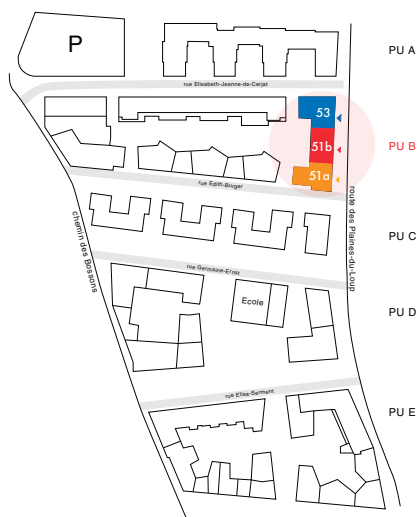 P
PU A
rue Elisabeth-Jeanne-de-Cerjat
53
51b
PU B
51a
rue Edith-Burger
route des Plaines-du-Loup
chemin des Bossons
PU C
rue Germaine-Ernst
Ecole
PU D
rue Elisa-Serment
PU E